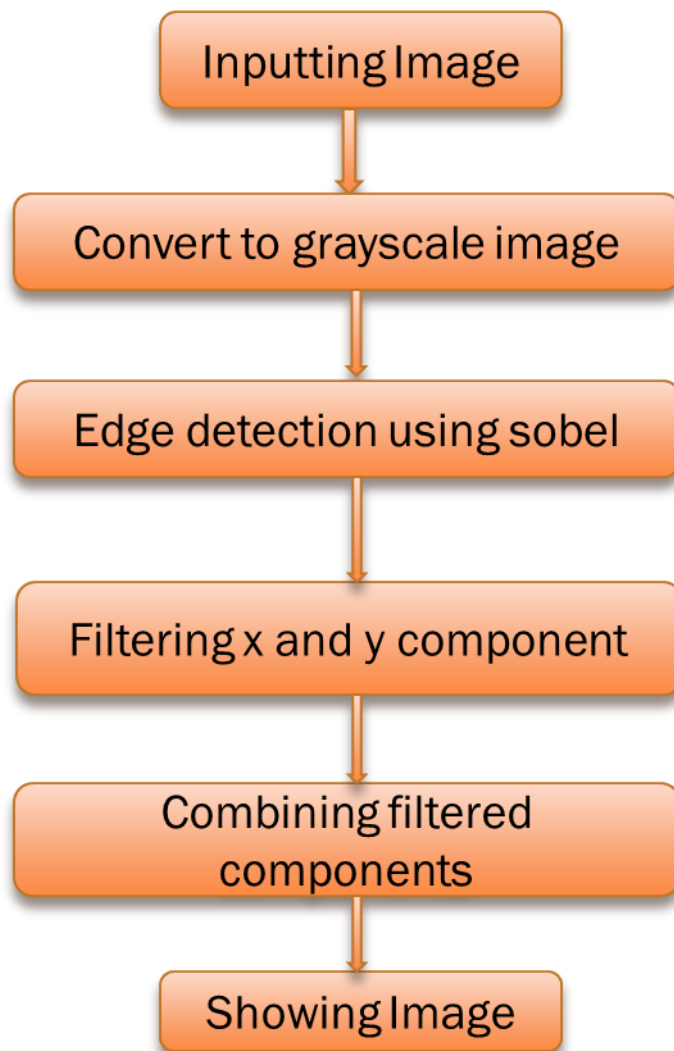 Inputting Image
Convert to grayscale image
Edge detection using sobel
Filtering x and y component
Combining filtered
components
Showing Image